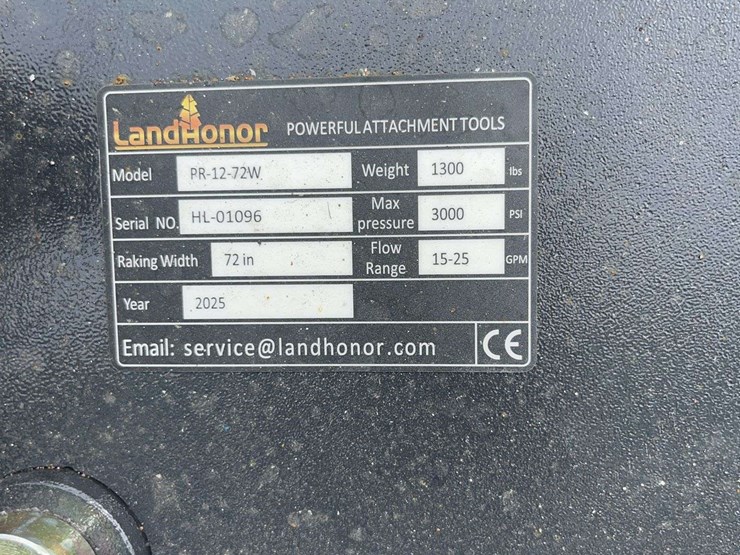 LandHonor POWERFUL ATTACHMENT TOOLS
Model PR-12-72W Weight 1300 lbs
Serial NO. HL-01096 Max pressure 3000 PSI
Raking Width 72 in Flow Range 15-25 GPM
Year 2025
Email: service@landhonor.com CE